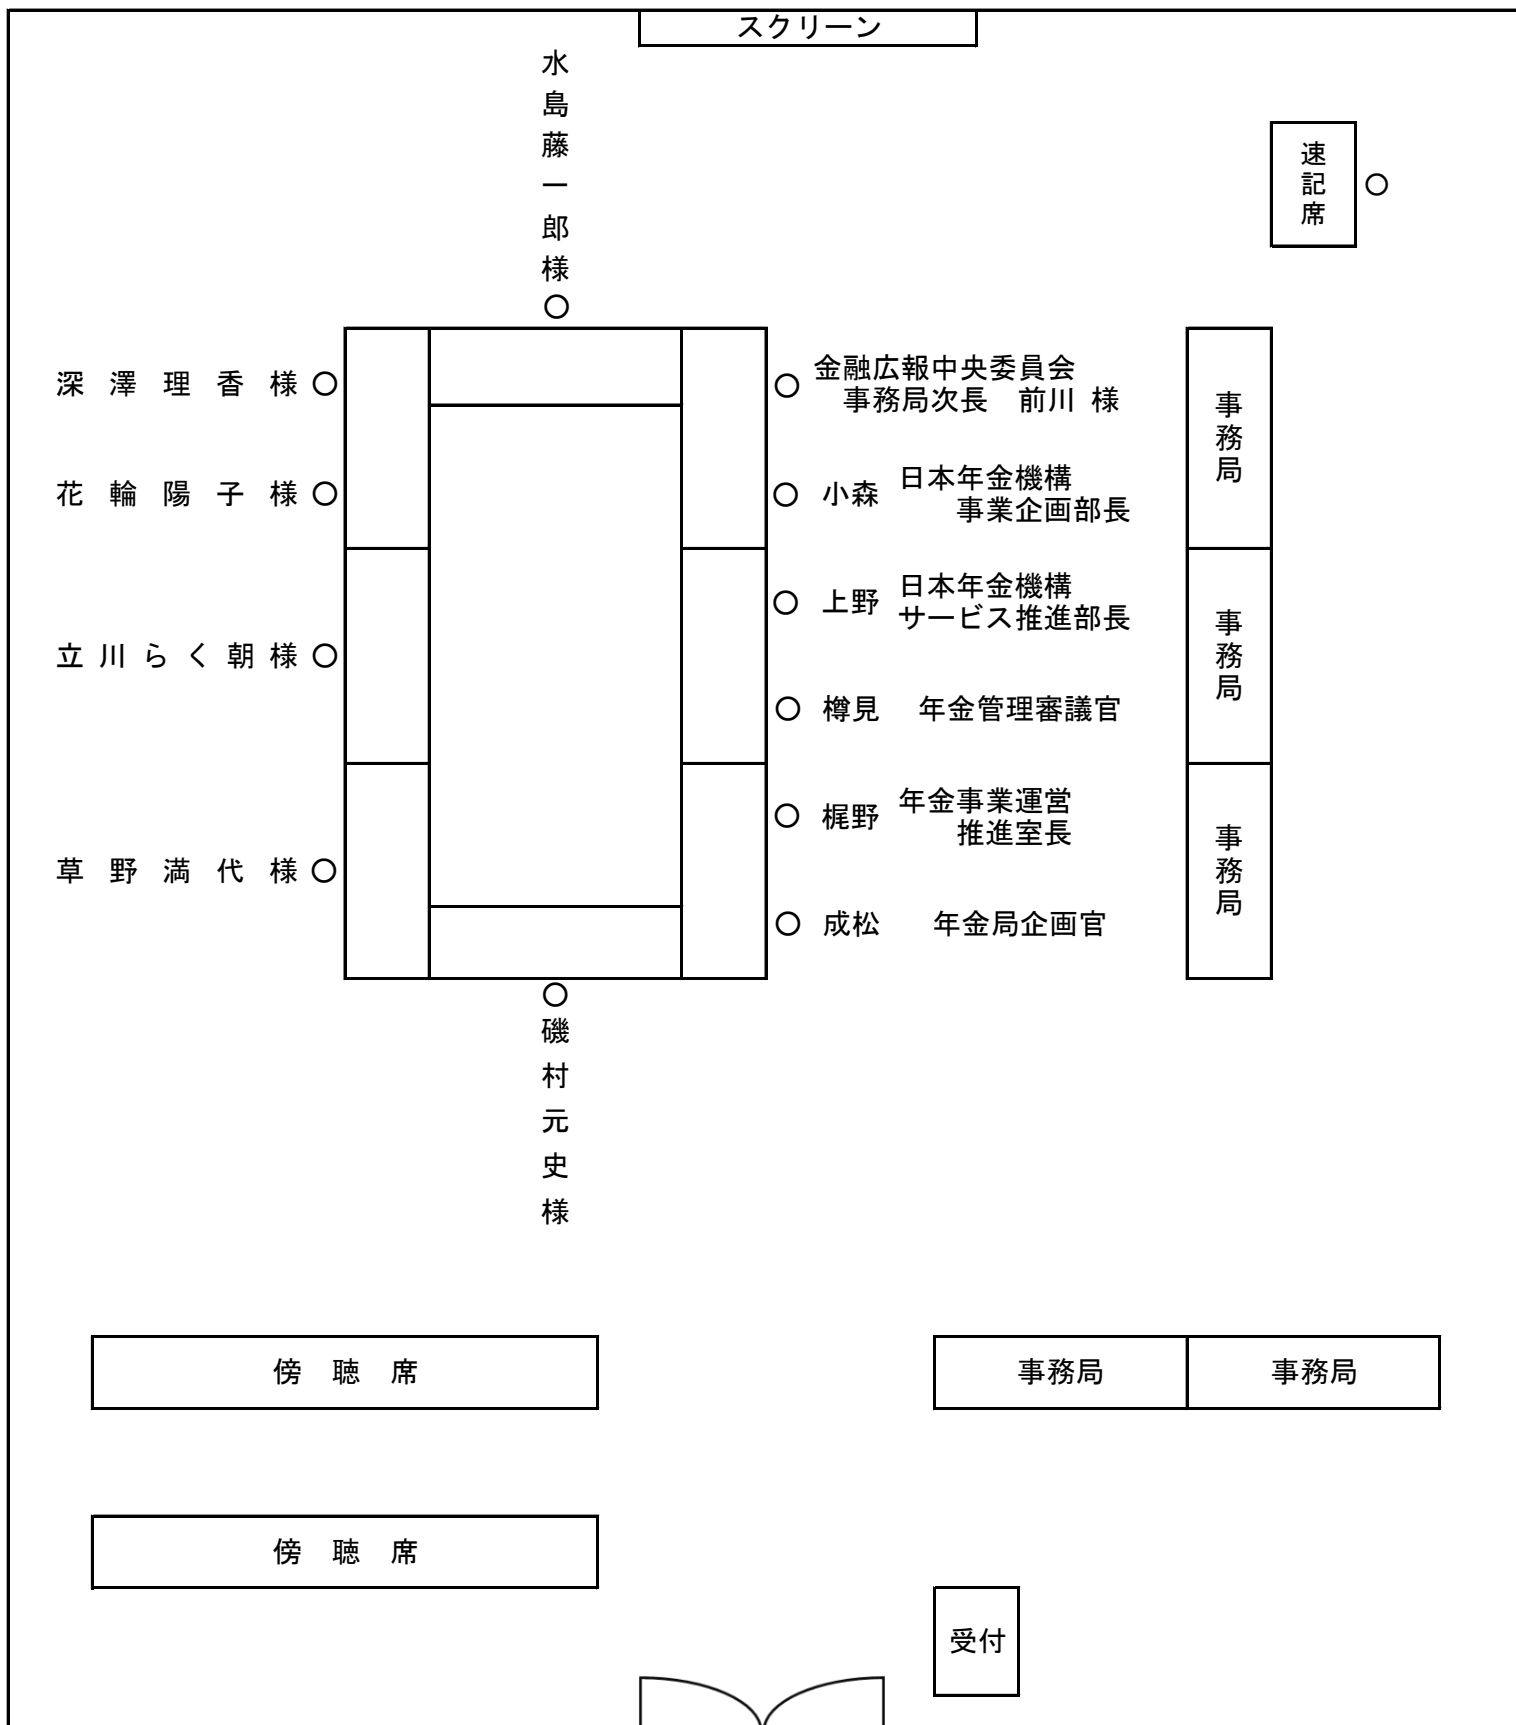 スクリーン
水島藤一郎様
速記席
深澤理香様
花輪陽子様
立川らく朝様
草野満代様
金融広報中央委員会
事務局次長 前川 様
小森 日本年金機構
事業企画部長
上野 日本年金機構
サービス推進部長
樽見 年金管理審議官
梶野 年金事業運営
推進室長
成松 年金局企画官
事務局
事務局
事務局
磯村元史様
傍聴席
事務局
事務局
傍聴席
受付